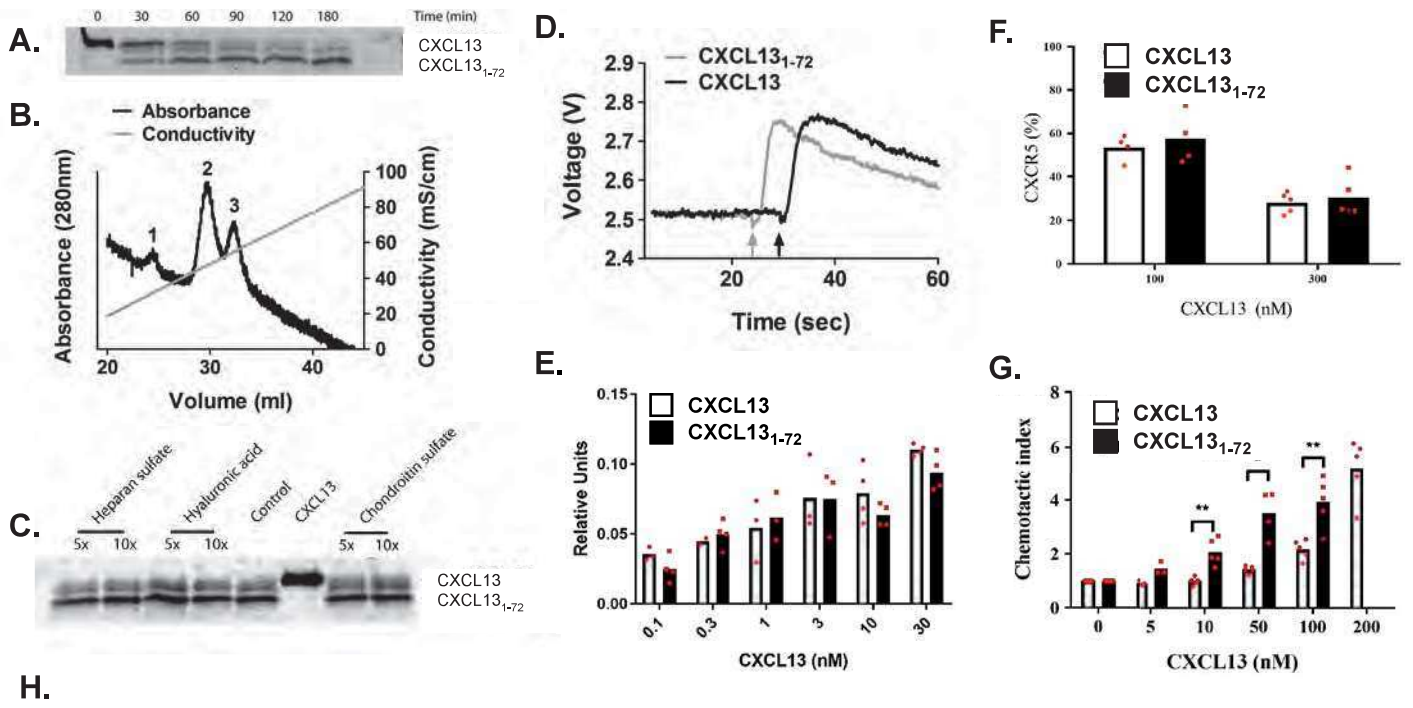 A.
0 30 60 90 120 180 Time (min)
CXCL13
CXCL13₁₋₇₂
B.
Absorbance
Conductivity
Absorbance (280nm)
1
2
3
100
90
80
60
40
20
0
Conductivity (mS/cm)
20 30 40
Volume (ml)
C.
Heparan sulfate
Hyaluronic acid
Control
CXCL13
Chondroitin sulfate
5x 10x 5x 10x 5x 10x
CXCL13
CXCL13₁₋₇₂
D.
CXCL13₁₋₇₂
CXCL13
Voltage (V)
2.9
2.8
2.7
2.6
2.5
2.4
20 40 60
Time (sec)
E.
CXCL13
CXCL13₁₋₇₂
Relative Units
0.15
0.10
0.05
0.00
0.1 0.3 1 3 10 30
CXCL13 (nM)
F.
CXCL13
CXCL13₁₋₇₂
CXCR5 (%)
100
80
60
40
20
0
100 300
CXCL13 (nM)
G.
CXCL13
CXCL13₁₋₇₂
Chemotactic index
8
6
4
2
0
** **
0 5 10 50 100 200
CXCL13 (nM)
H.